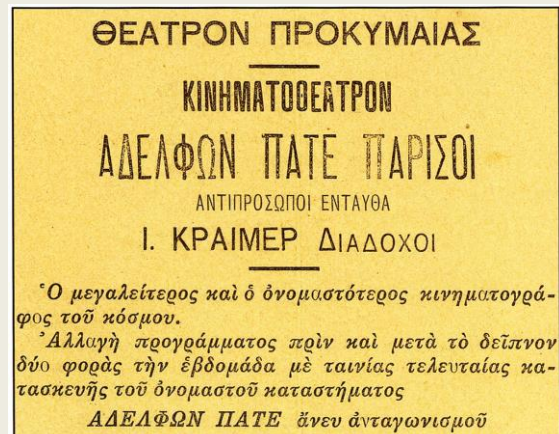 ΘΕΑΤΡΟΝ ΠΡΟΚΥΜΑΙΑΣ
ΚΙΝΗΜΑΤΟΘΕΑΤΡΟΝ
ΑΔΕΛΦΩΝ ΠΑΤΕ ΠΑΡΙΣΟΙ
ΑΝΤΙΠΡΟΣΩΠΟΙ ΕΝΤΑΥΘΑ
Ι. ΚΡΑΙΜΕΡ ΔΙΑΔΟΧΟΙ
Ὁ μεγαλείτερος καὶ ὁ ὀνομαστότερος κινηματογρά-
φος τοῦ κόσμου.
Ἀλλαγὴ προγράμματος πρὶν καὶ μετὰ τὸ δεῖπνον
δύο φορὰς τὴν ἑβδομάδα μὲ ταινίας τελευταίας κα-
τασκευῆς τοῦ ὀνομαστοῦ καταστήματος
ΑΔΕΛΦΩΝ ΠΑΤΕ ἄνευ ἀνταγωνισμοῦ